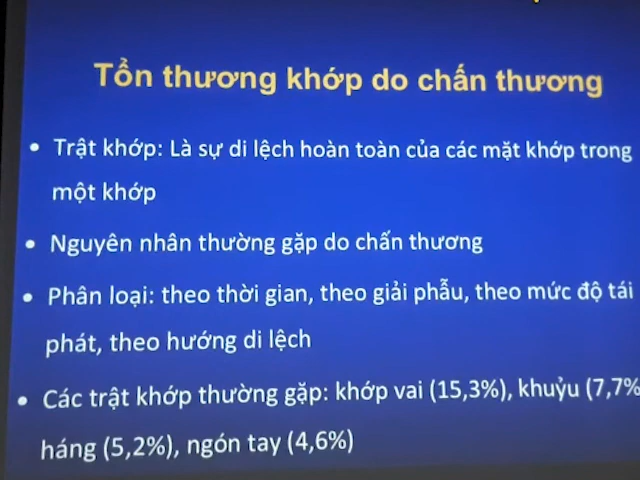 Tổn thương khớp do chấn thương
• Trật khớp: Là sự di lệch hoàn toàn của các mặt khớp trong
một khớp
• Nguyên nhân thường gặp do chấn thương
• Phân loại: theo thời gian, theo giải phẫu, theo mức độ tái
phát, theo hướng di lệch
• Các trật khớp thường gặp: khớp vai (15,3%), khuỷu (7,7%
háng (5,2%), ngón tay (4,6%)